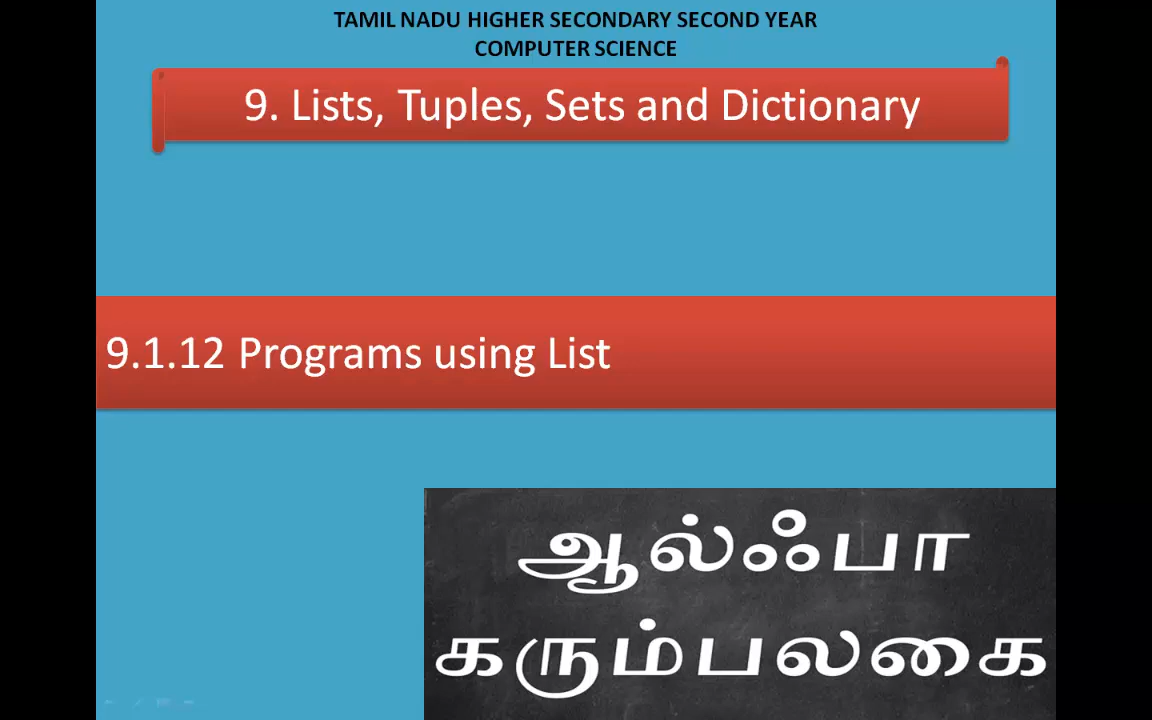 TAMIL NADU HIGHER SECONDARY SECOND YEAR
COMPUTER SCIENCE
9. Lists, Tuples, Sets and Dictionary
9.1.12 Programs using List
ஆல்ஃபா
கரும்பலகை